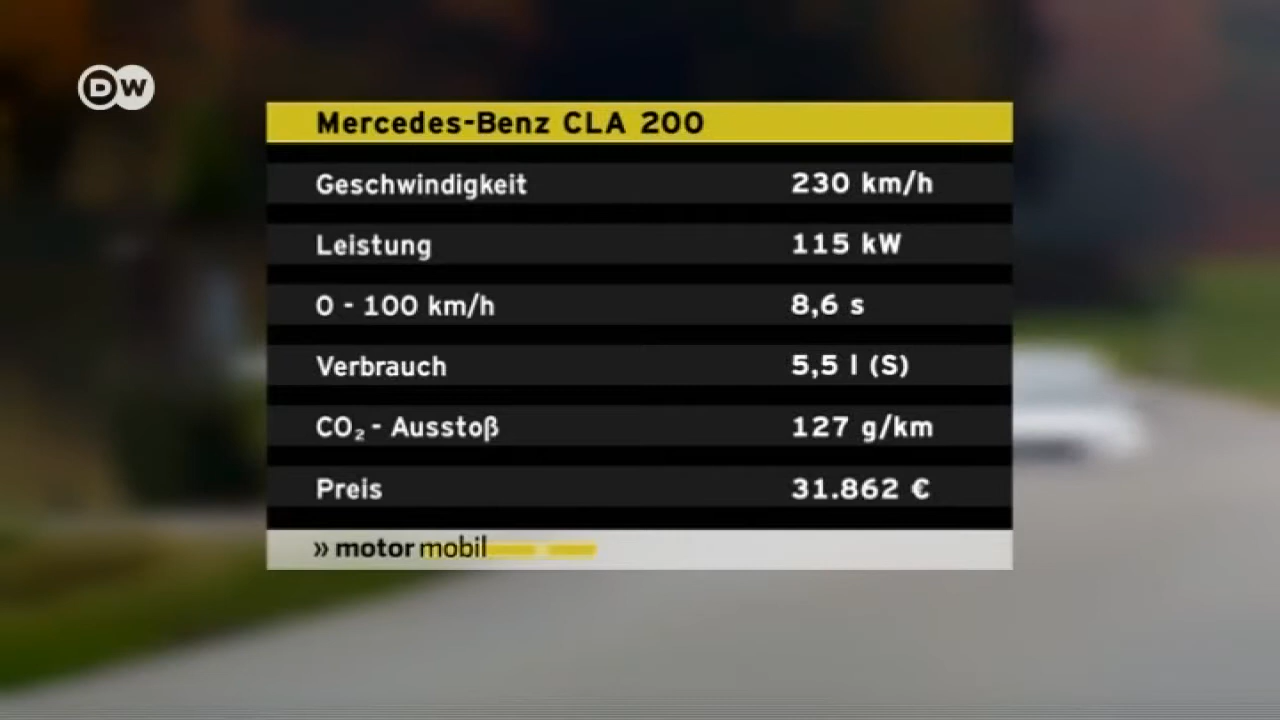 DW
Mercedes-Benz CLA 200
Geschwindigkeit 230 km/h
Leistung 115 kW
0 - 100 km/h 8,6 s
Verbrauch 5,5 l (S)
CO₂ - Ausstoß 127 g/km
Preis 31.862 €
» motor mobil